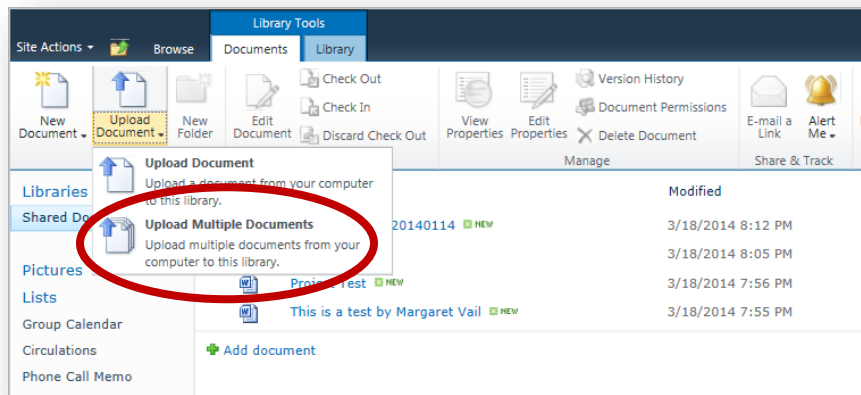 Library Tools
Site Actions Browse Documents Library
New Document
Upload Document
New Folder
Edit Document
Check Out
Check In
Discard Check Out
View Properties
Edit Properties
Version History
Document Permissions
Delete Document
E-mail a Link
Alert Me
Manage
Share & Track
Upload Document
Upload a document from your computer
to this library.
Upload Multiple Documents
Upload multiple documents from your
computer to this library.
Libraries
Shared Do
Pictures
Lists
Group Calendar
Circulations
Phone Call Memo
Modified
20140114 NEW 3/18/2014 8:12 PM
3/18/2014 8:05 PM
Project Test NEW 3/18/2014 7:56 PM
This is a test by Margaret Vail NEW 3/18/2014 7:55 PM
Add document